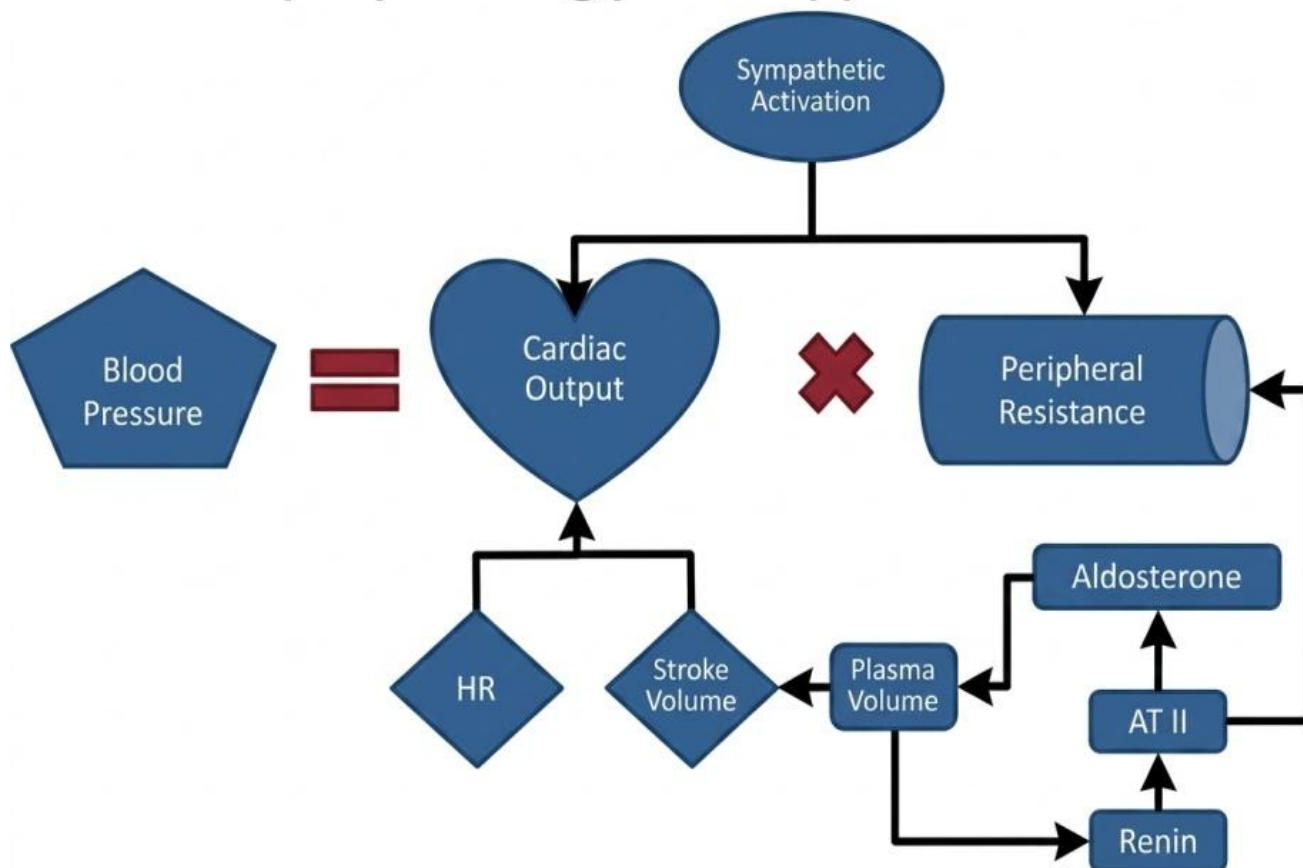 Sympathetic
Activation
Blood
Pressure
Cardiac
Output
Peripheral
Resistance
Aldosterone
HR
Stroke
Volume
Plasma
Volume
AT II
Renin